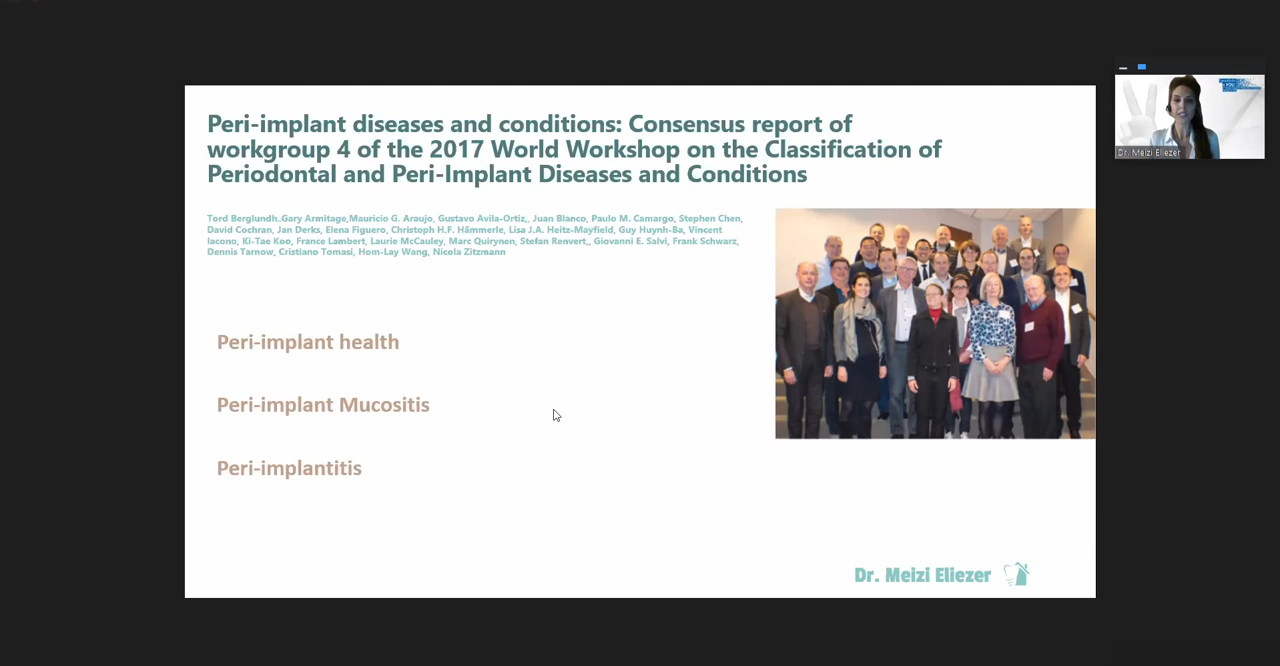 Peri-implant diseases and conditions: Consensus report of
workgroup 4 of the 2017 World Workshop on the Classification of
Periodontal and Peri-Implant Diseases and Conditions
Tord Berglundh,.Gary Armitage,Mauricio G. Araujo, Gustavo Avila-Ortiz,, Juan Blanco, Paulo M. Camargo, Stephen Chen,
David Cochran, Jan Derks, Elena Figuero, Christoph H.F. Hämmerle, Lisa J.A. Heitz-Mayfield, Guy Huynh-Ba, Vincent
Iacono, Ki-Tae Koo, France Lambert, Laurie McCauley, Marc Quirynen, Stefan Renvert,, Giovanni E. Salvi, Frank Schwarz,
Dennis Tarnow, Cristiano Tomasi, Hom-Lay Wang, Nicola Zitzmann
Peri-implant health
Peri-implant Mucositis
Peri-implantitis
Dr. Meizi Eliezer
Dr. Meizi Eliezer